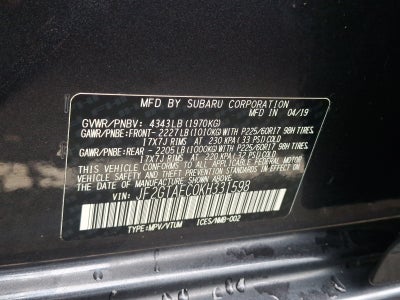 MFD BY SUBARU CORPORATION
MFD IN 04/19
GVWR/PNBV: 4343LB(1970KG)
GAWR/PNBE:FRONT- 2227LB(1010KG)WITH P225/60R17 98H TIRES,
17X7J RIMS AT 230 KPA(33 PSI)COLD
GAWR/PNBE:REAR - 2205LB(1000KG)WITH P225/60R17 98H TIRES,
17X7J RIMS AT 220 KPA(32 PSI)COLD
THIS VEHICLE CONFORMS TO ALL APPLICABLE FEDERAL
MOTOR VEHICLE SAFETY AND THEFT PREVENTION
STANDARDS IN EFFECT ON THE DATE OF
MANUFACTURE SHOWN ABOVE.
VIN: JF2GTAEC0KH331598
TYPE:MPV/VTUM ICES/NMB-002